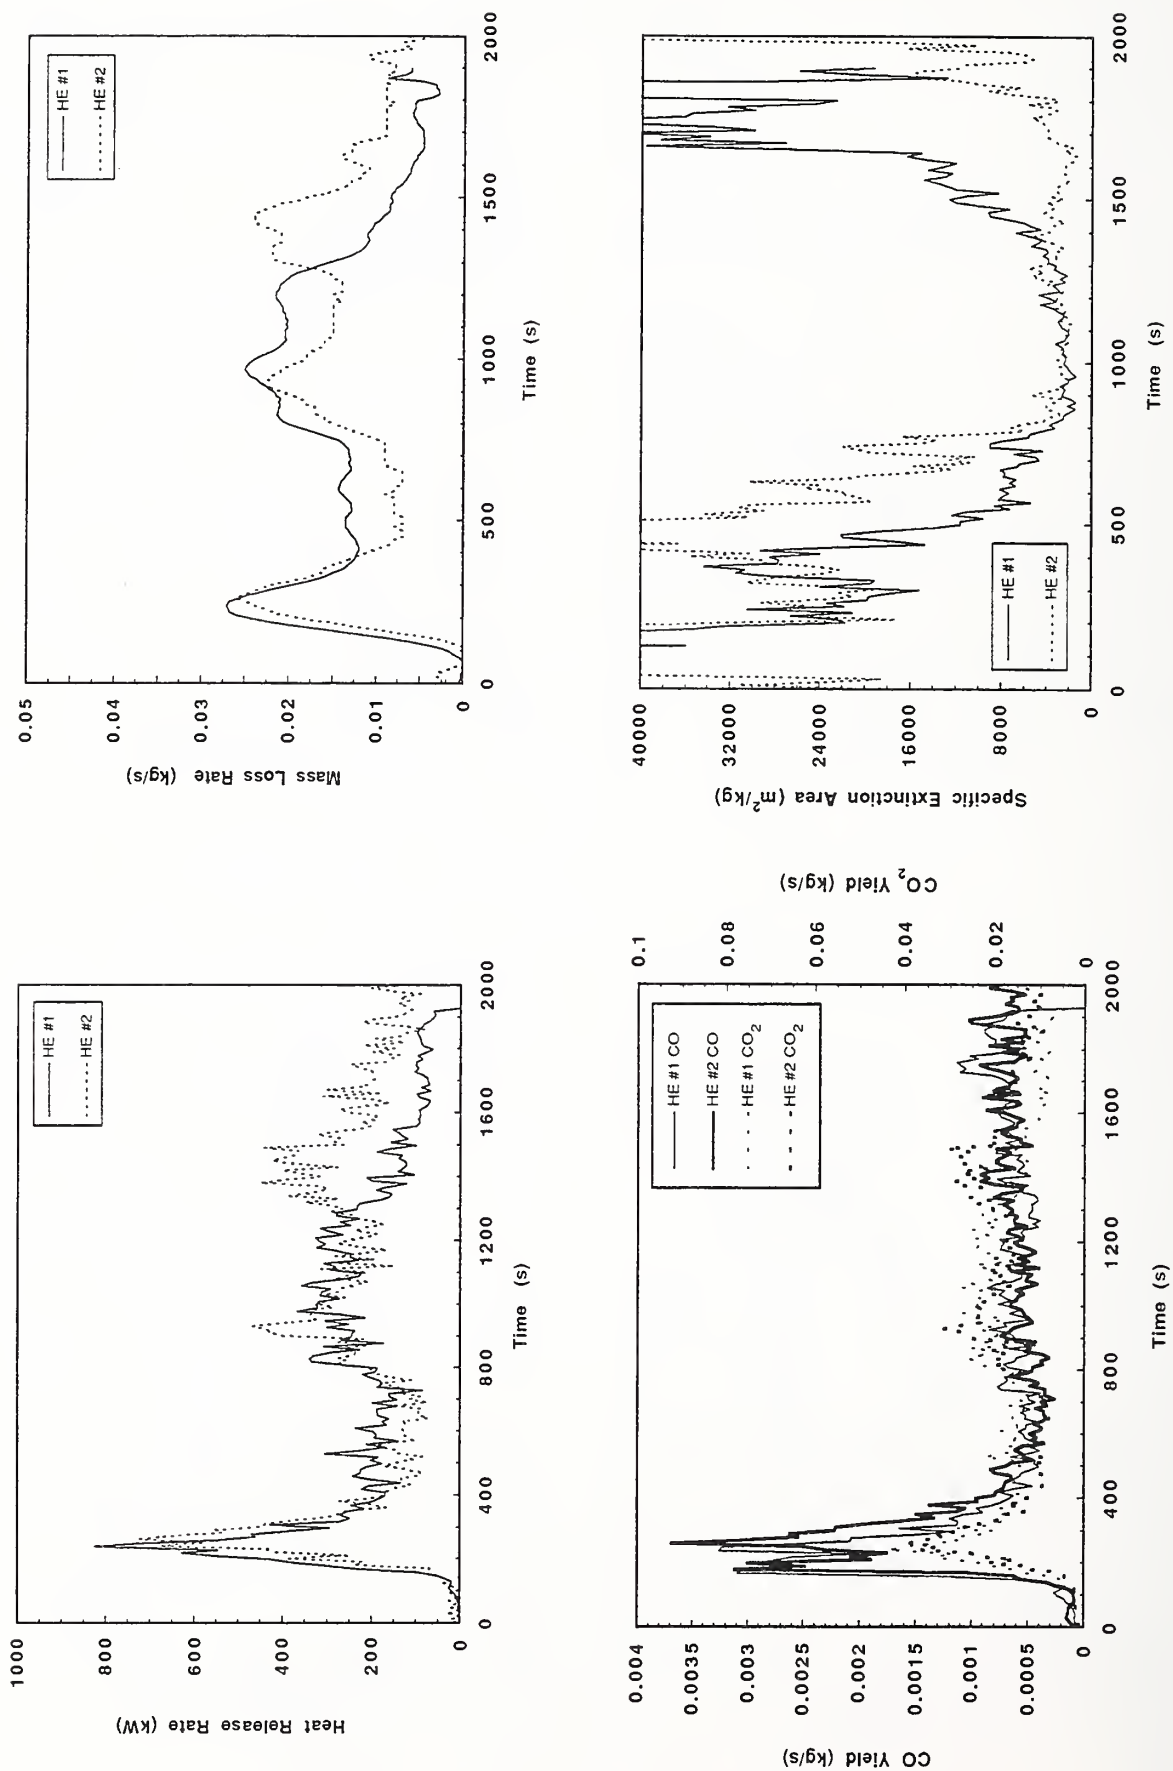 Heat Release Rate (kW)
1000
800
600
400
200
0
HE #1
HE #2
0
400
800
1200
1600
2000
Time (s)
Mass Loss Rate (kg/s)
0.05
0.04
0.03
0.02
0.01
0
HE #1
HE #2
0
500
1000
1500
2000
Time (s)
CO Yield (kg/s)
0.004
0.0035
0.003
0.0025
0.002
0.0015
0.001
0.0005
0
HE #1 CO
HE #2 CO
HE #1 CO₂
HE #2 CO₂
0
400
800
1200
1600
2000
Time (s)
0.1
0.08
0.06
0.04
0.02
0
CO₂ Yield (kg/s)
Specific Extinction Area (m²/kg)
40000
32000
24000
16000
8000
0
HE #1
HE #2
0
500
1000
1500
2000
Time (s)